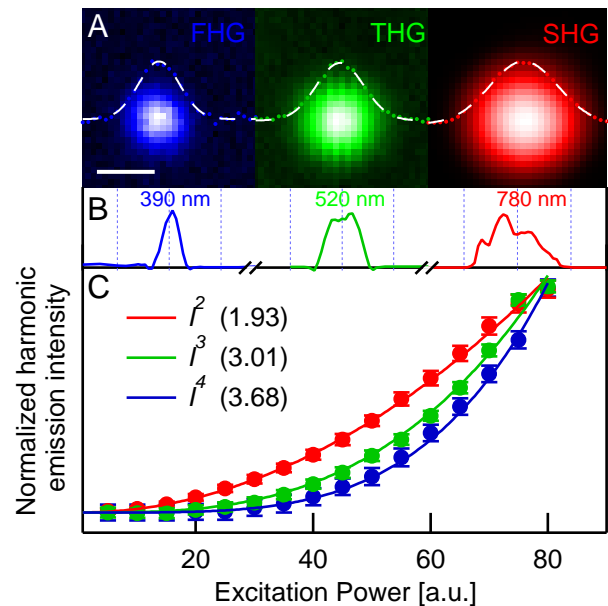 A FHG THG SHG
B 390 nm 520 nm 780 nm
C
I² (1.93)
I³ (3.01)
I⁴ (3.68)
Normalized harmonic
emission intensity
20 40 60 80
Excitation Power [a.u.]